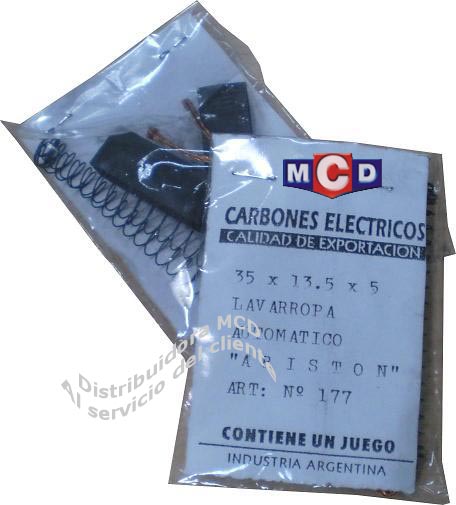 MCD
CARBONES ELECTRICOS
CALIDAD DE EXPORTACION
35 x 13.5 x 5
LAVARROPA
AUTOMATICO
"A R I S T O N"
ART: Nº 177
CONTIENE UN JUEGO
INDUSTRIA ARGENTINA
Distribuidora MCD
Al servicio del cliente